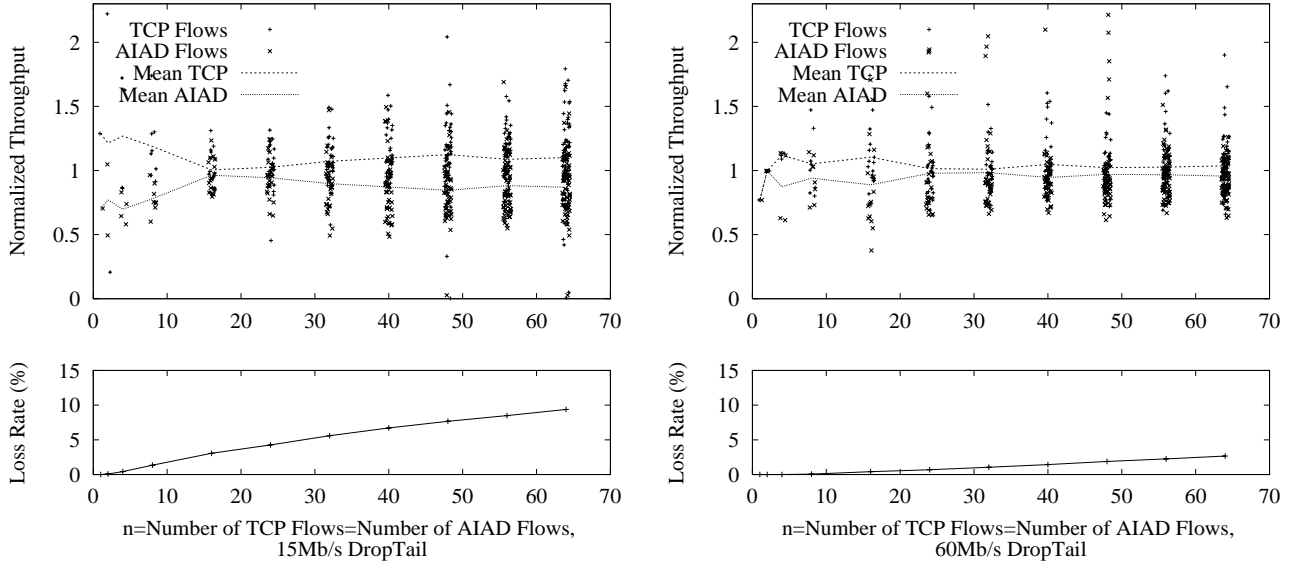 Normalized Throughput
2
1.5
1
0.5
0
TCP Flows
AIAD Flows
Mean TCP
Mean AIAD
0 10 20 30 40 50 60 70
Loss Rate (%)
15
10
5
0
0 10 20 30 40 50 60 70
n=Number of TCP Flows=Number of AIAD Flows,
15Mb/s DropTail
Normalized Throughput
2
1.5
1
0.5
0
TCP Flows
AIAD Flows
Mean TCP
Mean AIAD
0 10 20 30 40 50 60 70
Loss Rate (%)
15
10
5
0
0 10 20 30 40 50 60 70
n=Number of TCP Flows=Number of AIAD Flows,
60Mb/s DropTail